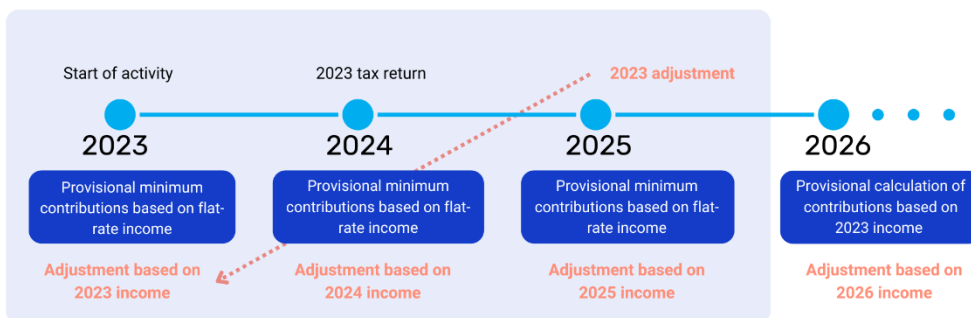 Start of activity
2023 tax return
2023 adjustment
2023
2024
2025
2026
Provisional minimum
contributions based on flat-
rate income
Provisional minimum
contributions based on flat-
rate income
Provisional minimum
contributions based on flat-
rate income
Provisional calculation of
contributions based on
2023 income
Adjustment based on
2023 income
Adjustment based on
2024 income
Adjustment based on
2025 income
Adjustment based on
2026 income